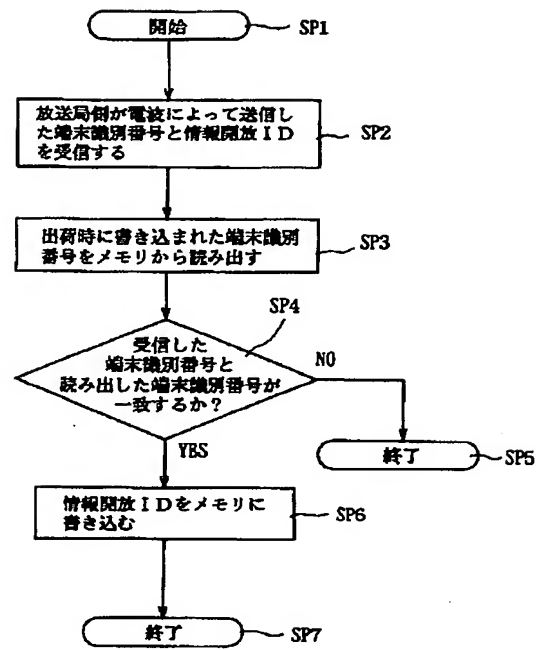 開始
SP1
放送局側が電波によって送信し
た端末識別番号と情報開放ID
を受信する
SP2
出荷時に書き込まれた端末識別
番号をメモリから読み出す
SP3
SP4
受信した
端末識別番号と
読み出した端末識別番号が
一致するか?
NO
YES
終了
SP5
情報開放IDをメモリに
書き込む
SP6
終了
SP7